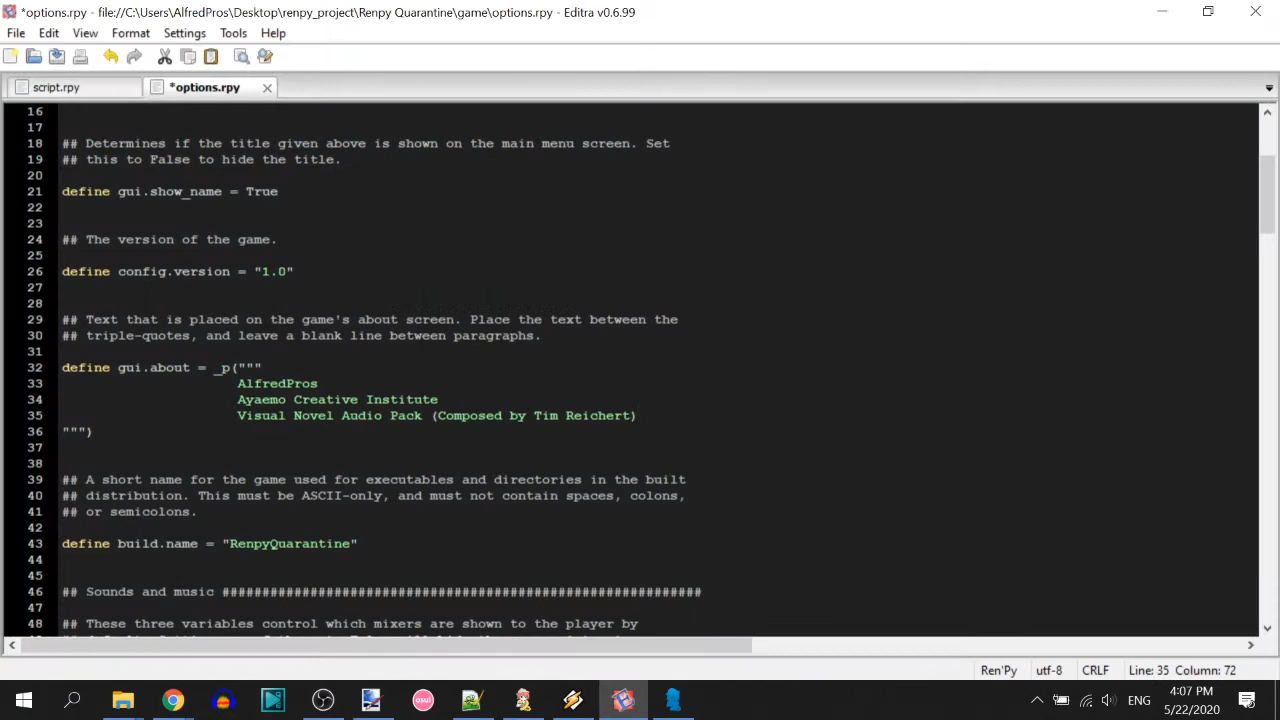 *options.rpy - file://C:\Users\AlfredPros\Desktop\renpy_project\Renpy Quarantine\game\options.rpy - Editra v0.6.99
File Edit View Format Settings Tools Help
script.rpy *options.rpy
16
17
18 ## Determines if the title given above is shown on the main menu screen. Set
19 ## this to False to hide the title.
20
21 define gui.show_name = True
22
23
24 ## The version of the game.
25
26 define config.version = "1.0"
27
28
29 ## Text that is placed on the game's about screen. Place the text between the
30 ## triple-quotes, and leave a blank line between paragraphs.
31
32 define gui.about = _p("""
33 AlfredPros
34 Ayaemo Creative Institute
35 Visual Novel Audio Pack (Composed by Tim Reichert)
36 """)
37
38
39 ## A short name for the game used for executables and directories in the built
40 ## distribution. This must be ASCII-only, and must not contain spaces, colons,
41 ## or semicolons.
42
43 define build.name = "RenpyQuarantine"
44
45
46 ## Sounds and music ############################################################
47
48 ## These three variables control which mixers are shown to the player by
Ren'Py utf-8 CRLF Line: 35 Column: 72
osu!
ENG
4:07 PM
5/22/2020